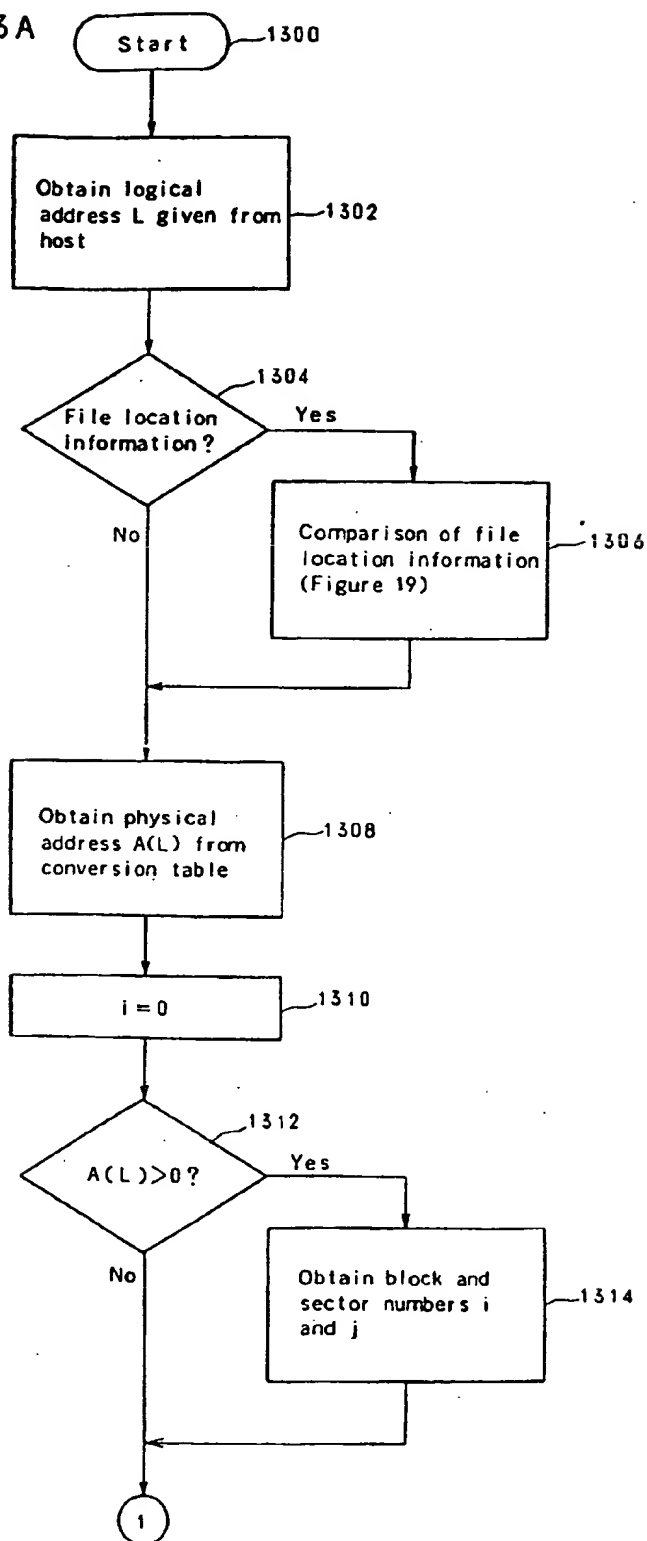 3A
Start
1300
Obtain logical
address L given from
host
1302
1304
File location
information?
Yes
No
Comparison of file
location information
(Figure 19)
1306
Obtain physical
address A(L) from
conversion table
1308
i = 0
1310
1312
A(L)>0?
Yes
No
Obtain block and
sector numbers i
and j
1314
1